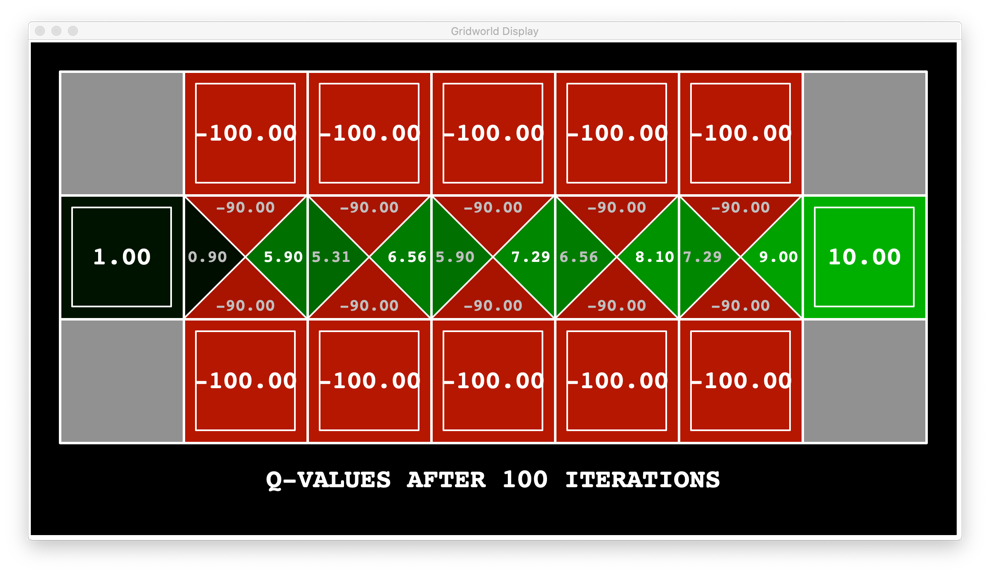 Gridworld Display
-100.00 -100.00 -100.00 -100.00 -100.00
-90.00 -90.00 -90.00 -90.00 -90.00
1.00 0.90 5.90 5.31 6.56 5.90 7.29 6.56 8.10 7.29 9.00 10.00
-90.00 -90.00 -90.00 -90.00 -90.00
-100.00 -100.00 -100.00 -100.00 -100.00
Q-VALUES AFTER 100 ITERATIONS